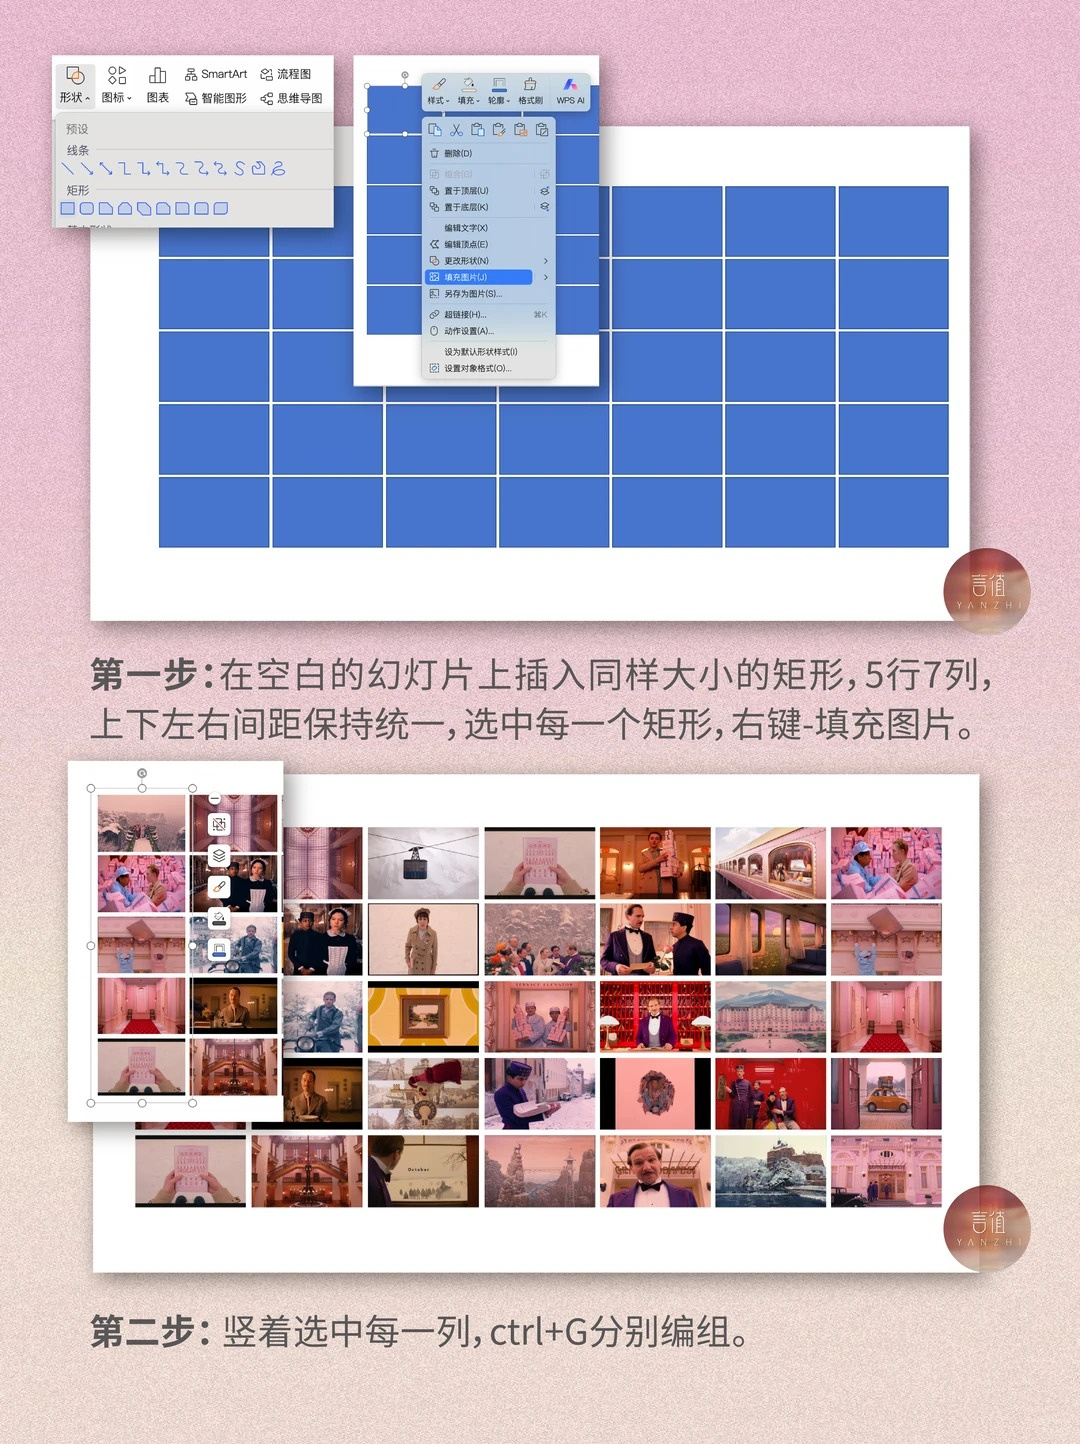 形状
图标
图表
SmartArt
智能图形
流程图
思维导图
预设
线条
矩形
样式
填充
轮廓
格式刷
WPS AI
删除(D)
组合(G)
置于顶层(U)
置于底层(K)
编辑文字(X)
编辑顶点(E)
更改形状(N)
填充图片(J)
另存为图片(S)...
超链接(H)... ⌘K
动作设置(A)...
设为默认形状样式(I)
设置对象格式(O)...
言值
YANZHI
第一步：在空白的幻灯片上插入同样大小的矩形，5行7列，
上下左右间距保持统一，选中每一个矩形，右键-填充图片。
SERVICE ELEVATOR
October
言值
YANZHI
第二步：竖着选中每一列，ctrl+G分别编组。